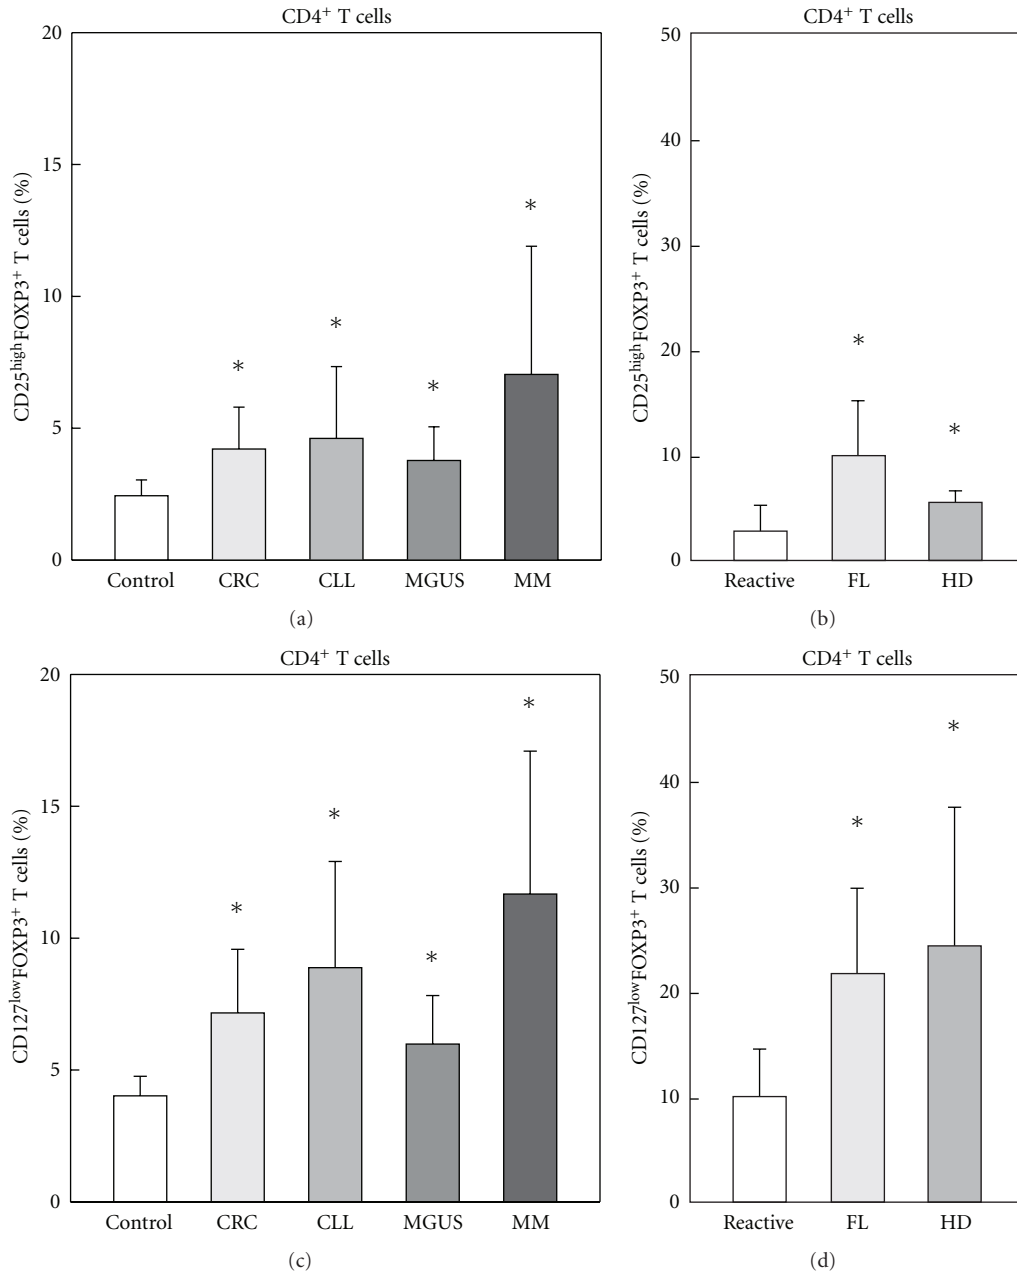 CD4⁺ T cells
CD25ʰⁱᵍʰFOXP3⁺ T cells (%)
20
15
10
5
0
*
*
*
*
Control
CRC
CLL
MGUS
MM
(a)
CD4⁺ T cells
CD25ʰⁱᵍʰFOXP3⁺ T cells (%)
50
40
30
20
10
0
*
*
Reactive
FL
HD
(b)
CD4⁺ T cells
CD127ˡᵒʷFOXP3⁺ T cells (%)
20
15
10
5
0
*
*
*
*
Control
CRC
CLL
MGUS
MM
(c)
CD4⁺ T cells
CD127ˡᵒʷFOXP3⁺ T cells (%)
50
40
30
20
10
0
*
*
Reactive
FL
HD
(d)